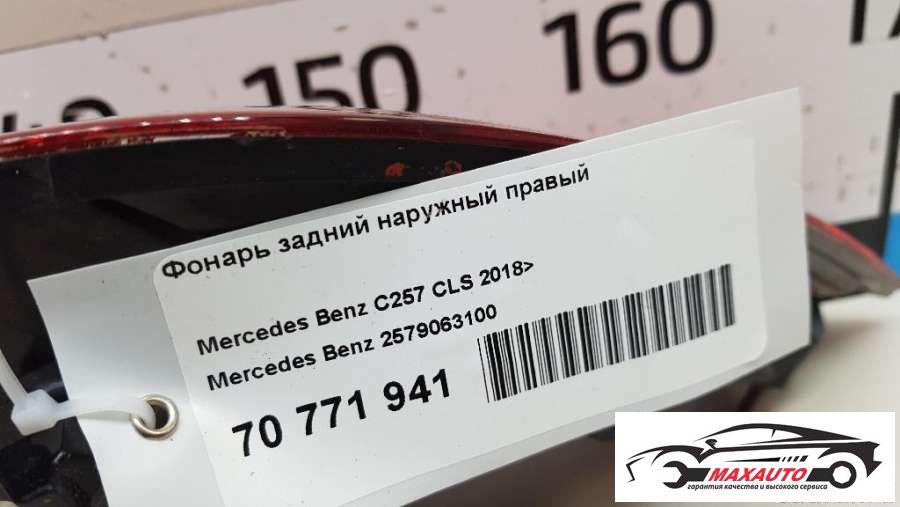 150
160
Фонарь задний наружный правый
Mercedes Benz C257 CLS 2018>
Mercedes Benz 2579063100
70 771 941
MAXAUTO
гарантия качества и высокого сервиса